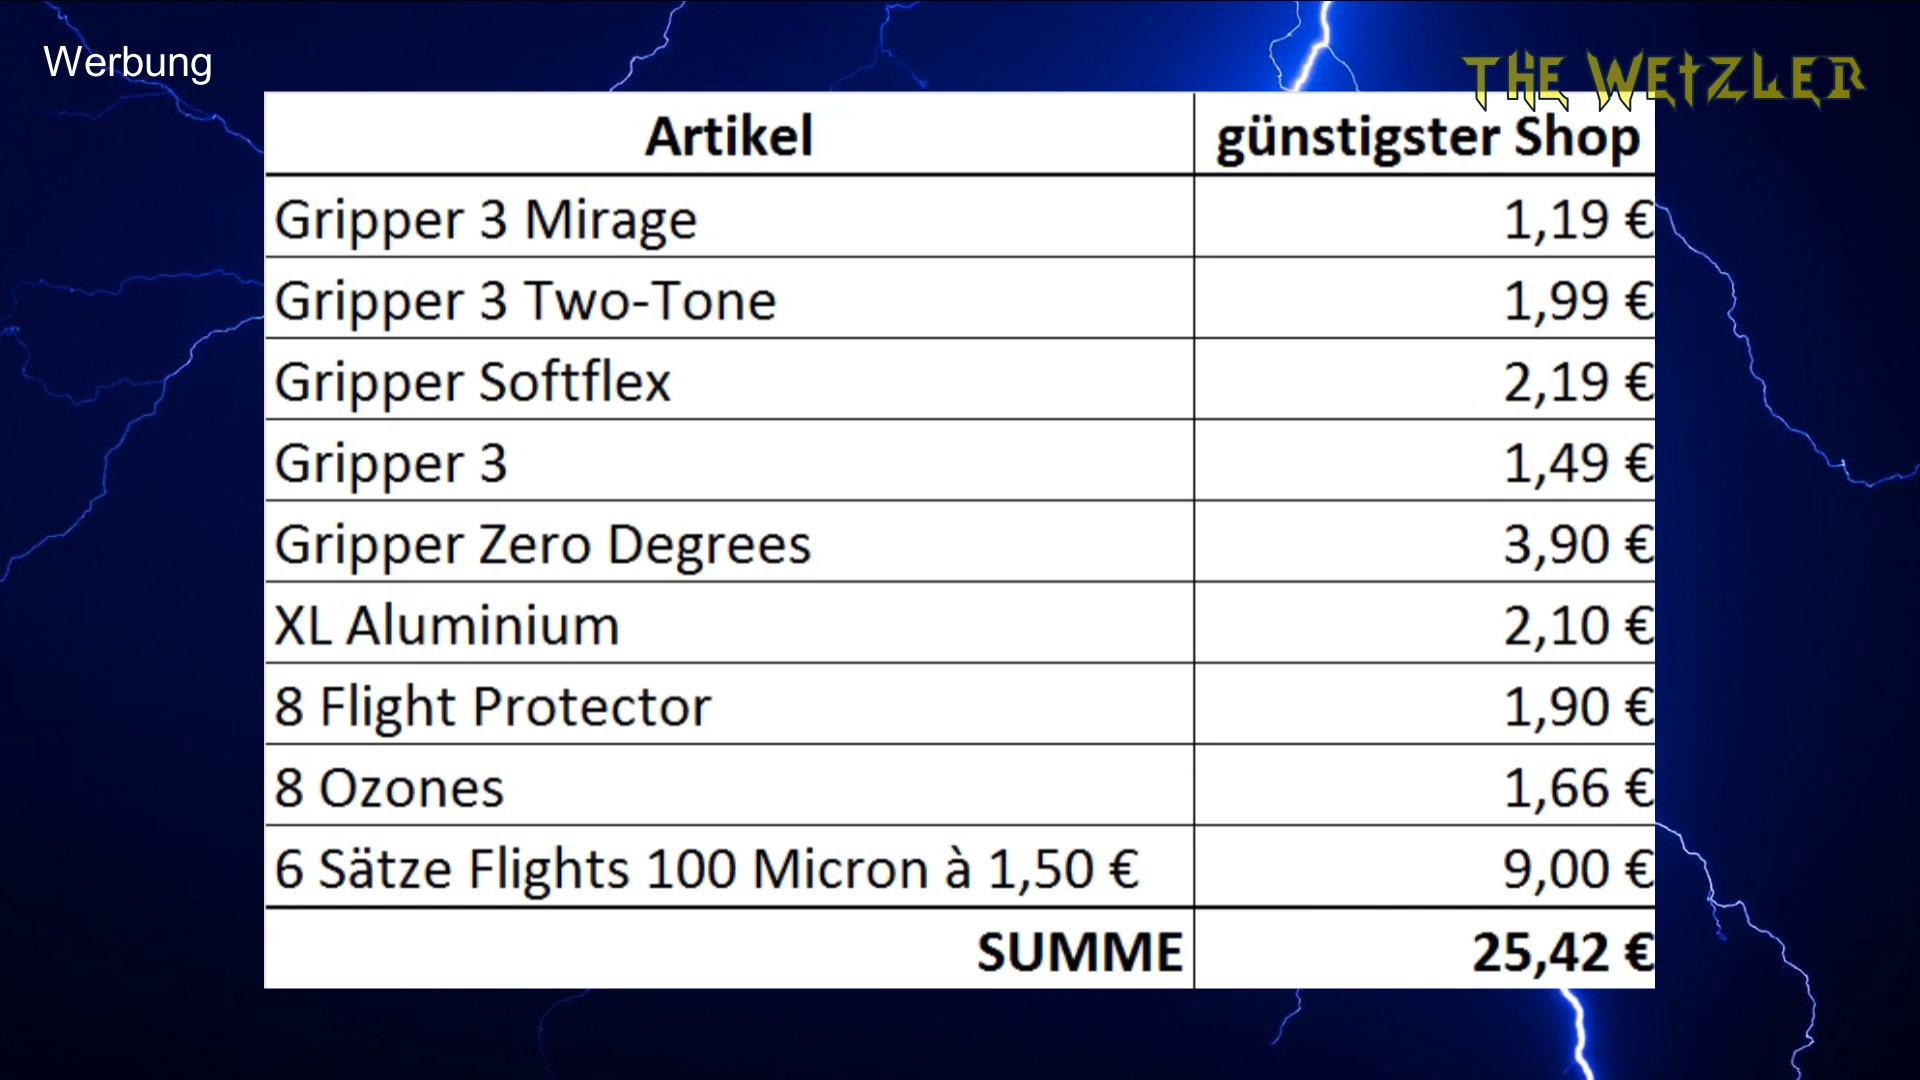 Werbung
THE WETZLER
Artikel günstigster Shop
Gripper 3 Mirage 1,19 €
Gripper 3 Two-Tone 1,99 €
Gripper Softflex 2,19 €
Gripper 3 1,49 €
Gripper Zero Degrees 3,90 €
XL Aluminium 2,10 €
8 Flight Protector 1,90 €
8 Ozones 1,66 €
6 Sätze Flights 100 Micron à 1,50 € 9,00 €
SUMME 25,42 €